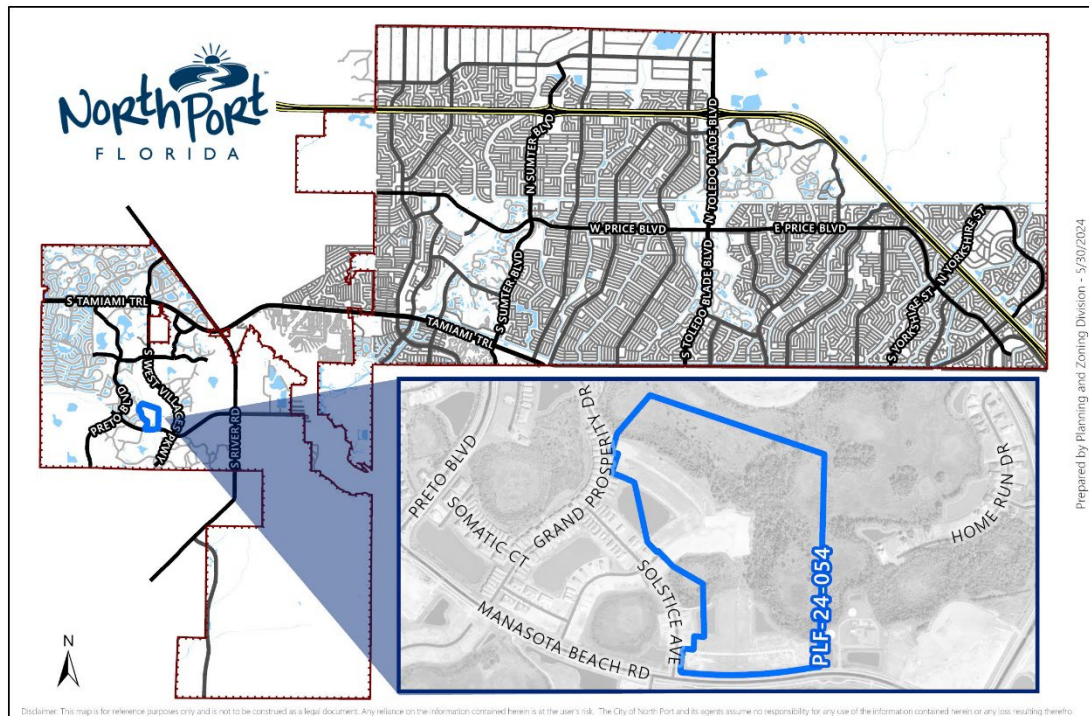 NorthPort
FLORIDA
N SUMTER BLVD
N TOLEDO BLADE BLVD
W PRICE BLVD
E PRICE BLVD
N YORKSHIRE ST
S YORKSHIRE ST
S TOLEDO BLADE BLVD
S SUMTER BLVD
TAMIAMI TRL
S TAMIAMI TRL
S WEST VILLAGES PKWY
PRETO BLVD
S RIVER RD
PRETO BLVD
SOMATIC CT
GRAND PROSPERITY DR
SOLSTICE AVE
MANASOTA BEACH RD
HOME RUN DR
PLF-24-054
N
Prepared by Planning and Zoning Division - 5/30/2024
Disclaimer: This map is for reference purposes only and is not to be construed as a legal document. Any reliance on the information contained herein is at the user's risk. The City of North Port and its agents assume no responsibility for any use of the information contained herein or any loss resulting therefro